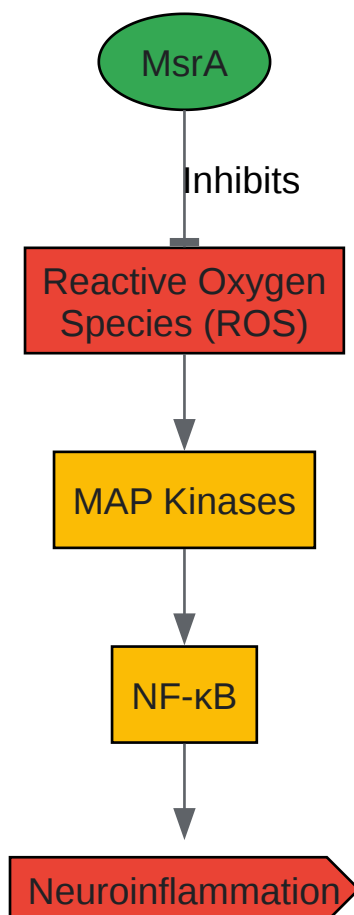 MsrA
Inhibits
Reactive Oxygen
Species (ROS)
MAP Kinases
NF-κB
Neuroinflammation